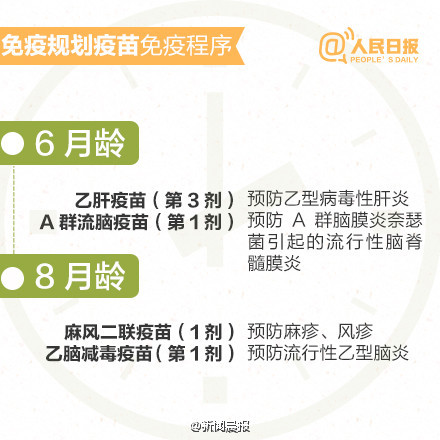 免疫规划疫苗免疫程序
@人民日报
PEOPLE'S DAILY
6月龄
乙肝疫苗（第3剂） 预防乙型病毒性肝炎
A群流脑疫苗（第1剂） 预防A群脑膜炎奈瑟
菌引起的流行性脑脊
髓膜炎
8月龄
麻风二联疫苗（1剂） 预防麻疹、风疹
乙脑减毒疫苗（第1剂） 预防流行性乙型脑炎
@新闻晨报